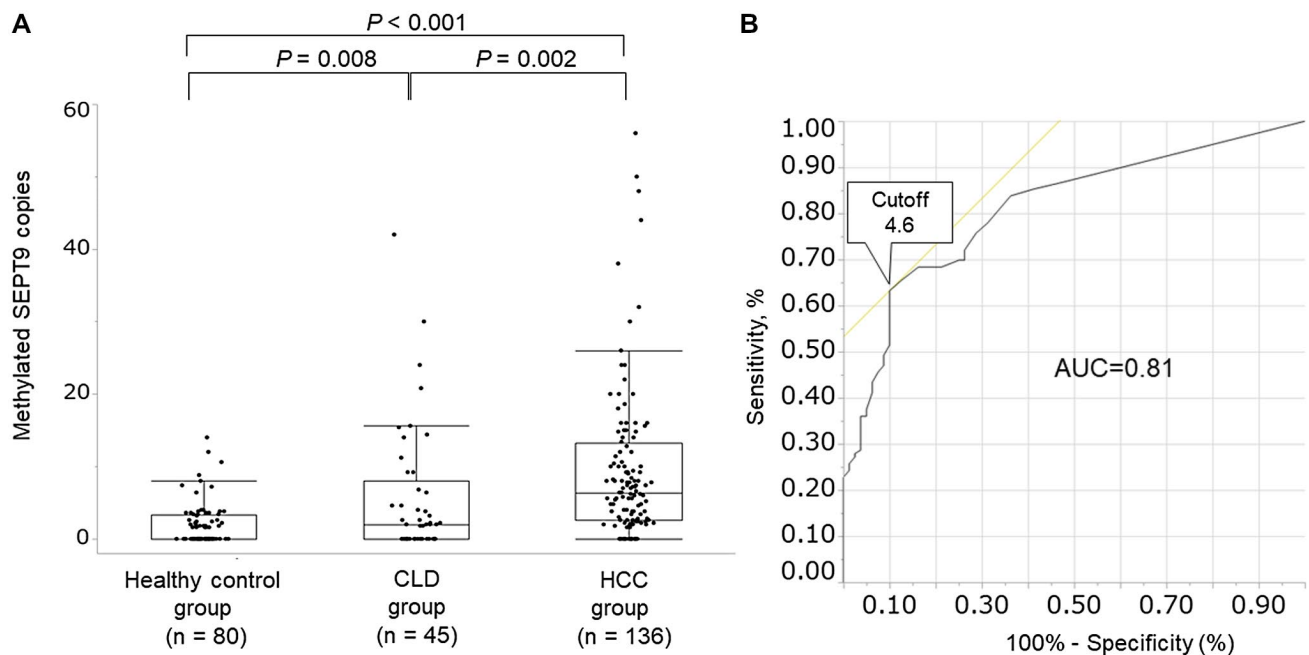 A
P < 0.001
P = 0.008
P = 0.002
60
40
20
0
Methylated SEPT9 copies
Healthy control
group
(n = 80)
CLD
group
(n = 45)
HCC
group
(n = 136)
B
1.00
0.90
0.80
0.70
0.60
0.50
0.40
0.30
0.20
0.10
0.00
Sensitivity, %
Cutoff
4.6
AUC=0.81
0.10 0.30 0.50 0.70 0.90
100% - Specificity (%)